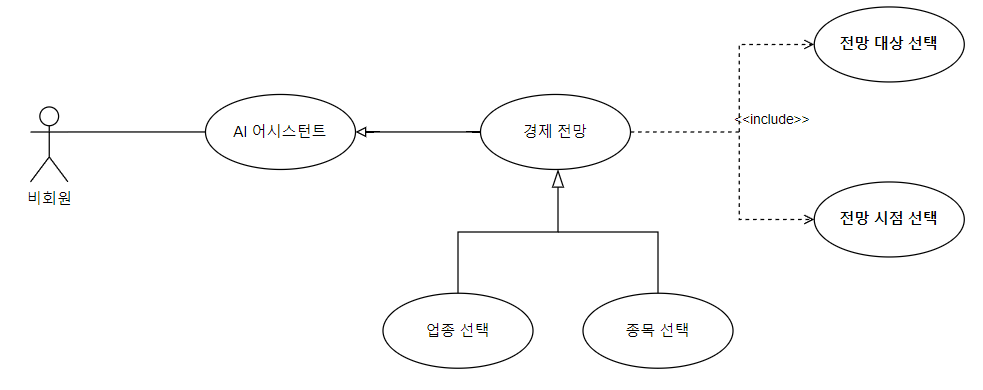 전망 대상 선택
AI 어시스턴트
경제 전망
<<include>>
비회원
전망 시점 선택
업종 선택
종목 선택